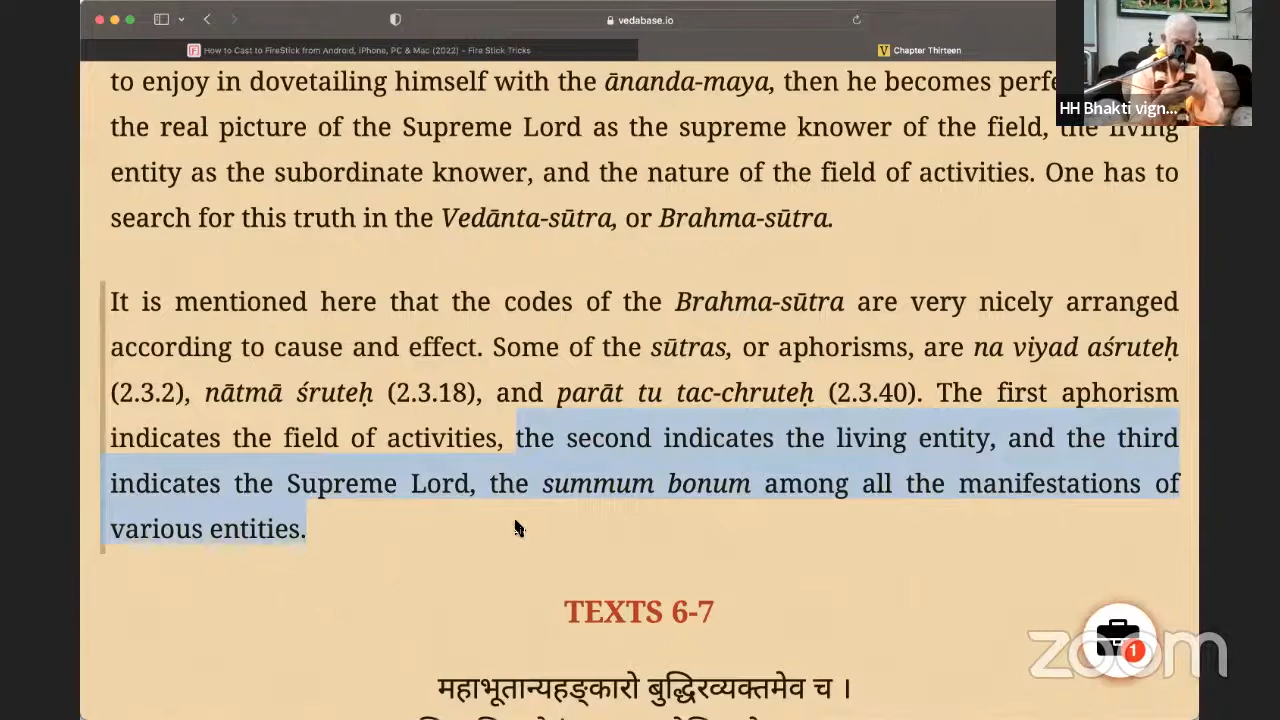 vedabase.io
How to Cast to FireStick from Android, iPhone, PC & Mac (2022) - Fire Stick Tricks
Chapter Thirteen
to enjoy in dovetailing himself with the ānanda-maya, then he becomes perfe
HH Bhakti vign...
the real picture of the Supreme Lord as the supreme knower of the field, the living
entity as the subordinate knower, and the nature of the field of activities. One has to
search for this truth in the Vedānta-sūtra, or Brahma-sūtra.
It is mentioned here that the codes of the Brahma-sūtra are very nicely arranged
according to cause and effect. Some of the sūtras, or aphorisms, are na viyad aśruteḥ
(2.3.2), nātmā śruteḥ (2.3.18), and parāt tu tac-chruteḥ (2.3.40). The first aphorism
indicates the field of activities, the second indicates the living entity, and the third
indicates the Supreme Lord, the summum bonum among all the manifestations of
various entities.
TEXTS 6-7
1
zoom
महाभूतान्यहङ्कारो बुद्धिरव्यक्तमेव च ।